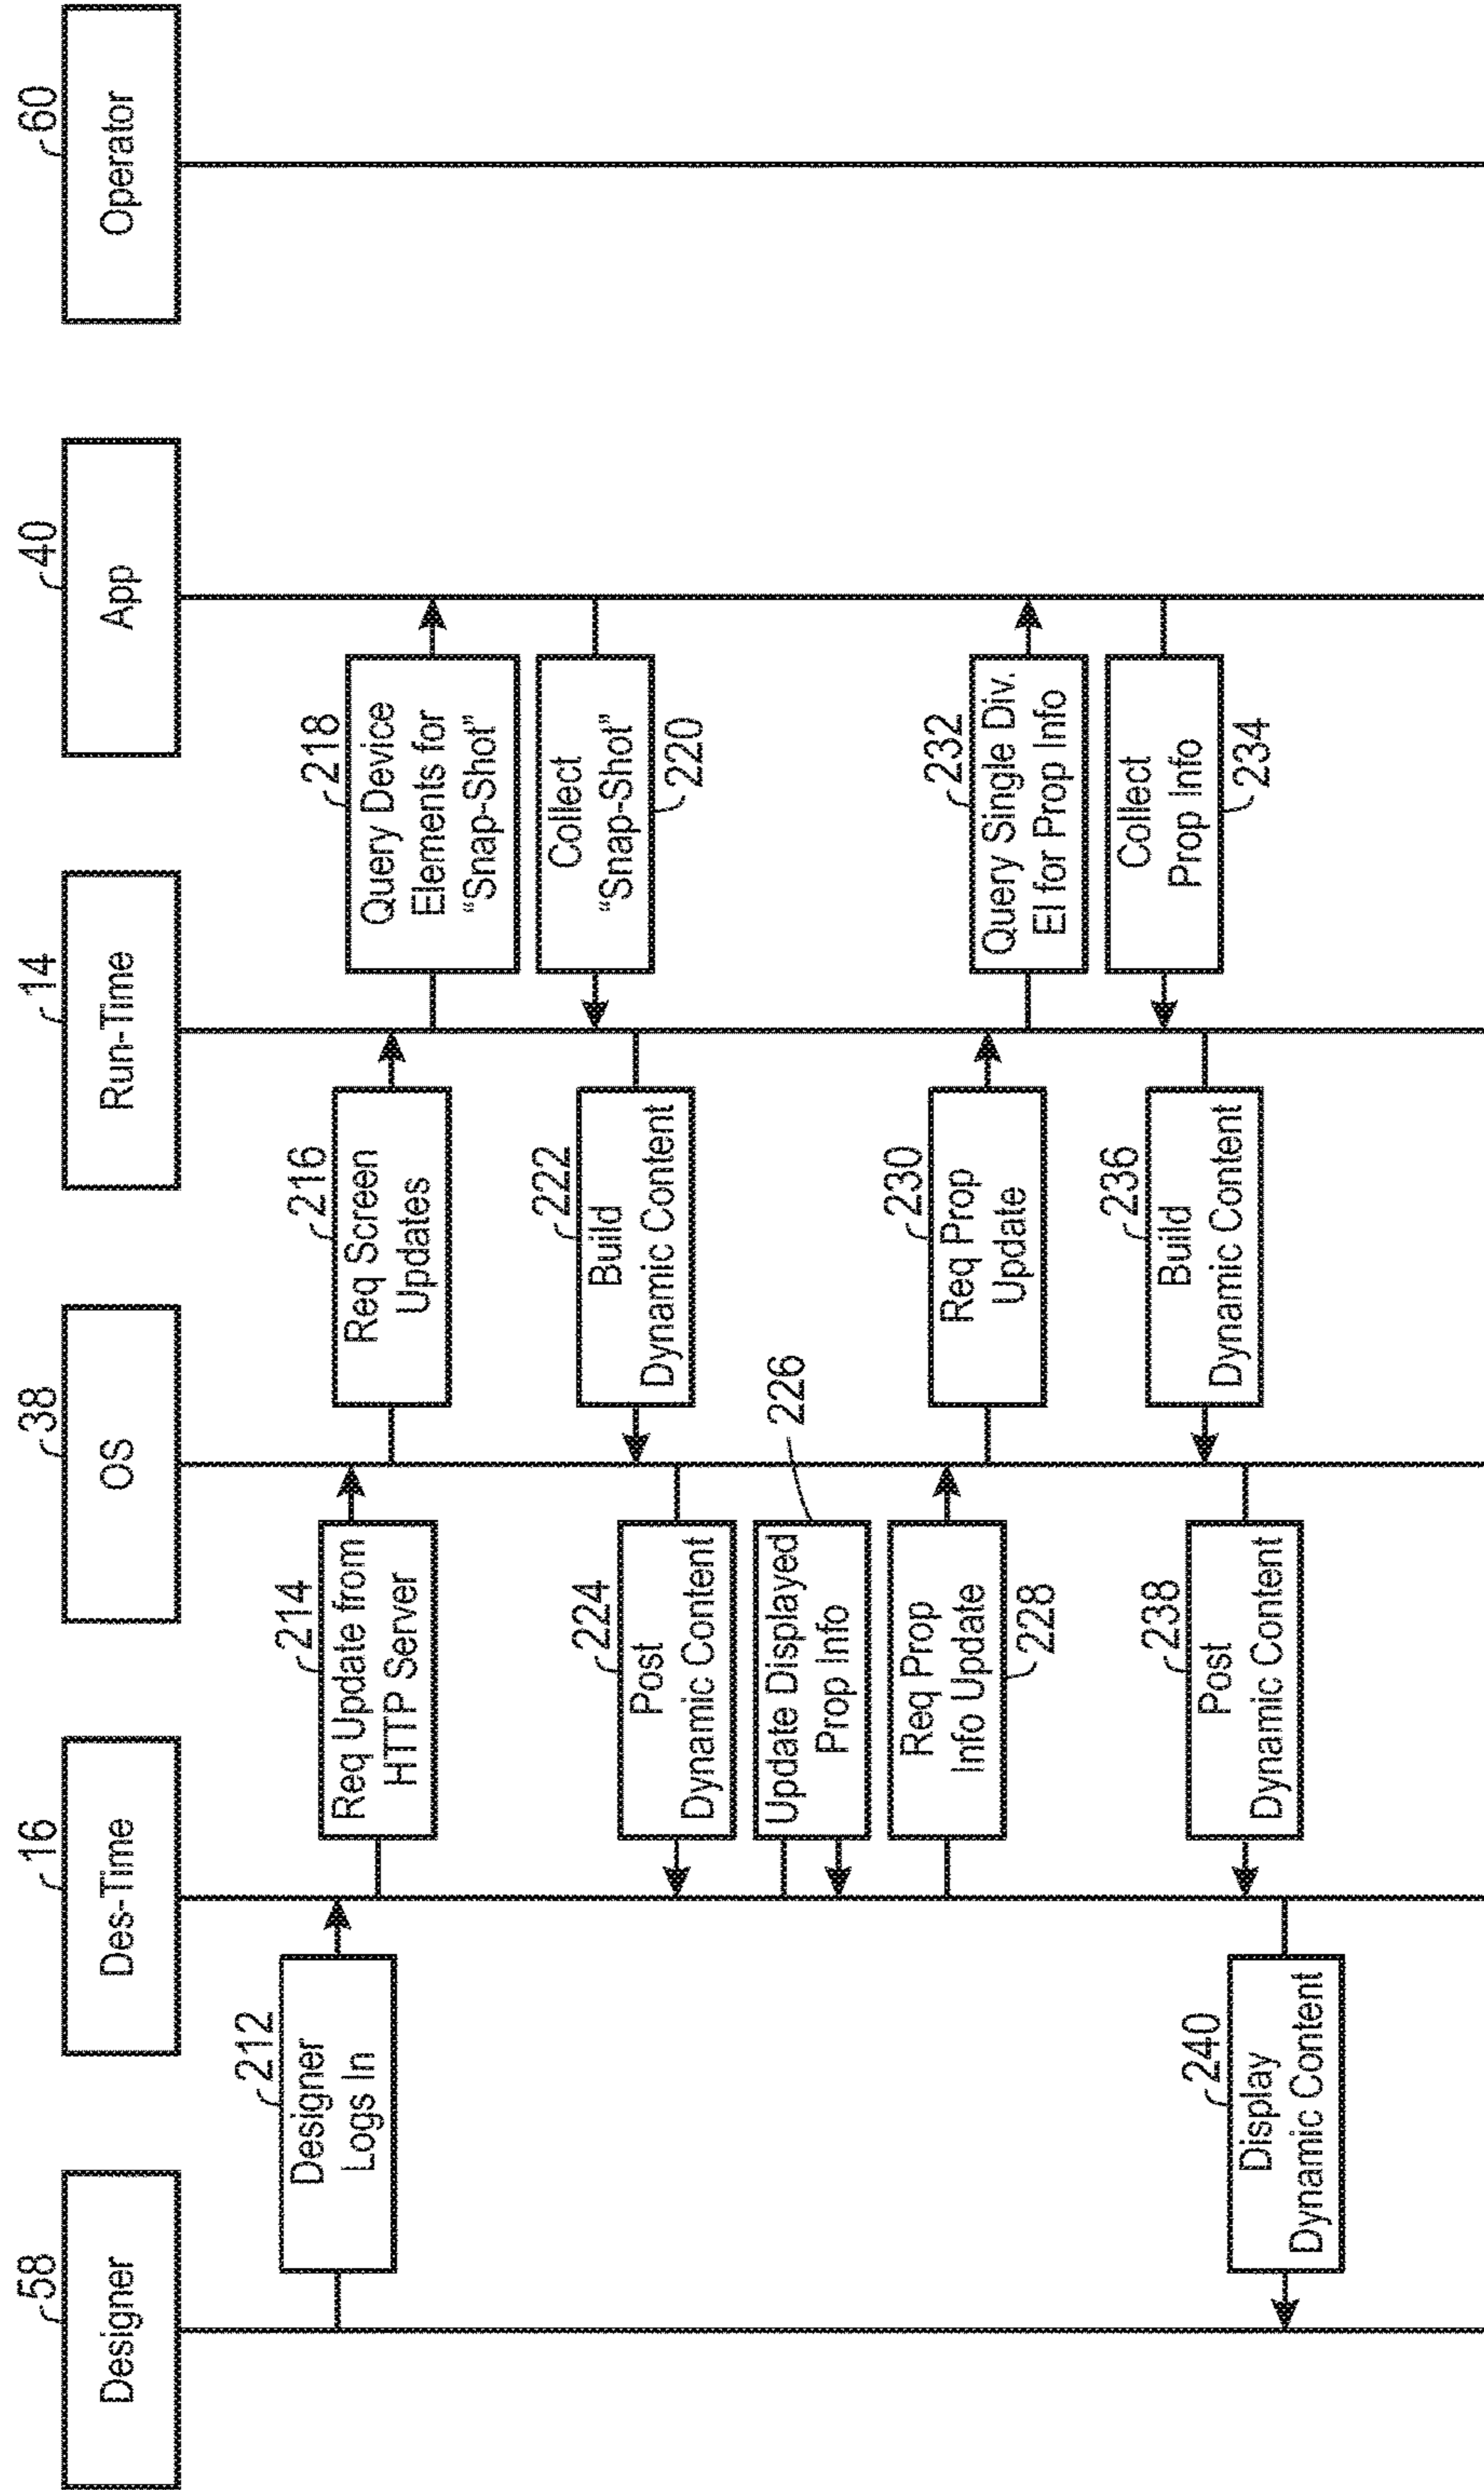 58
Designer
16
Des-Time
38
OS
14
Run-Time
40
App
60
Operator
212
Designer
Logs In
214
Req Update from
HTTP Server
216
Req Screen
Updates
218
Query Device
Elements for
“Snap-Shot”
Collect
“Snap-Shot”
220
222
Build
Dynamic Content
224
Post
Dynamic Content
226
Update Displayed
Prop Info
Req Prop
Info Update
228
230
Req Prop
Update
232
Query Single Div.
El for Prop Info
Collect
Prop Info
234
236
Build
Dynamic Content
238
Post
Dynamic Content
240
Display
Dynamic Content